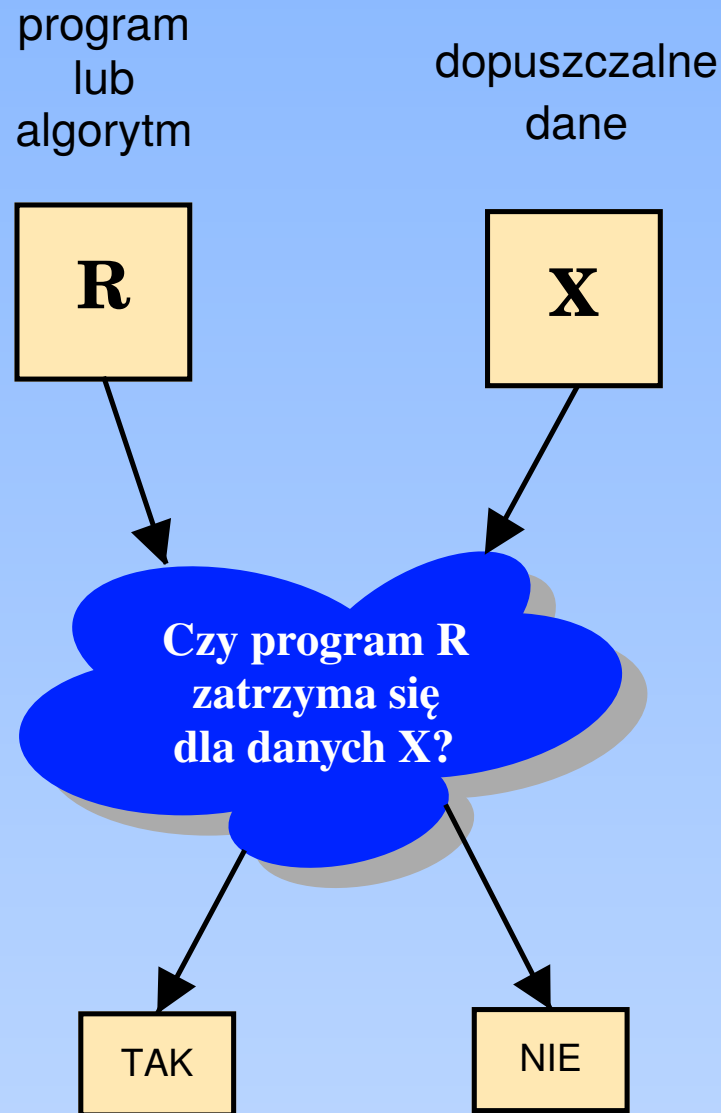 program
lub
algorytm
dopuszczalne
dane
R
X
Czy program R
zatrzyma się
dla danych X?
TAK
NIE